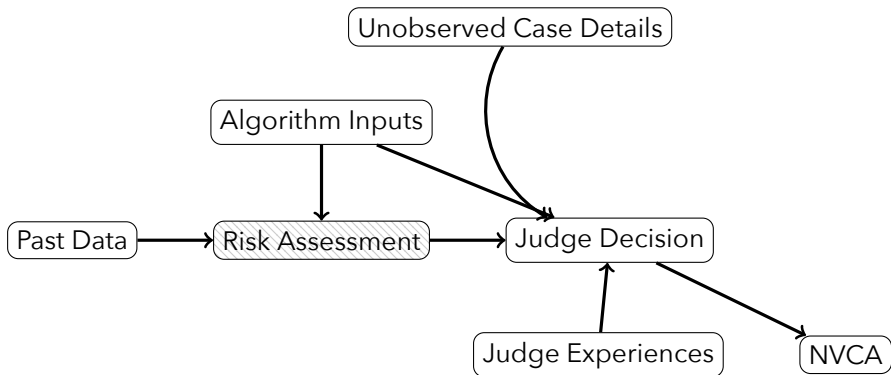 Unobserved Case Details
Algorithm Inputs
Past Data
Risk Assessment
Judge Decision
Judge Experiences
NVCA